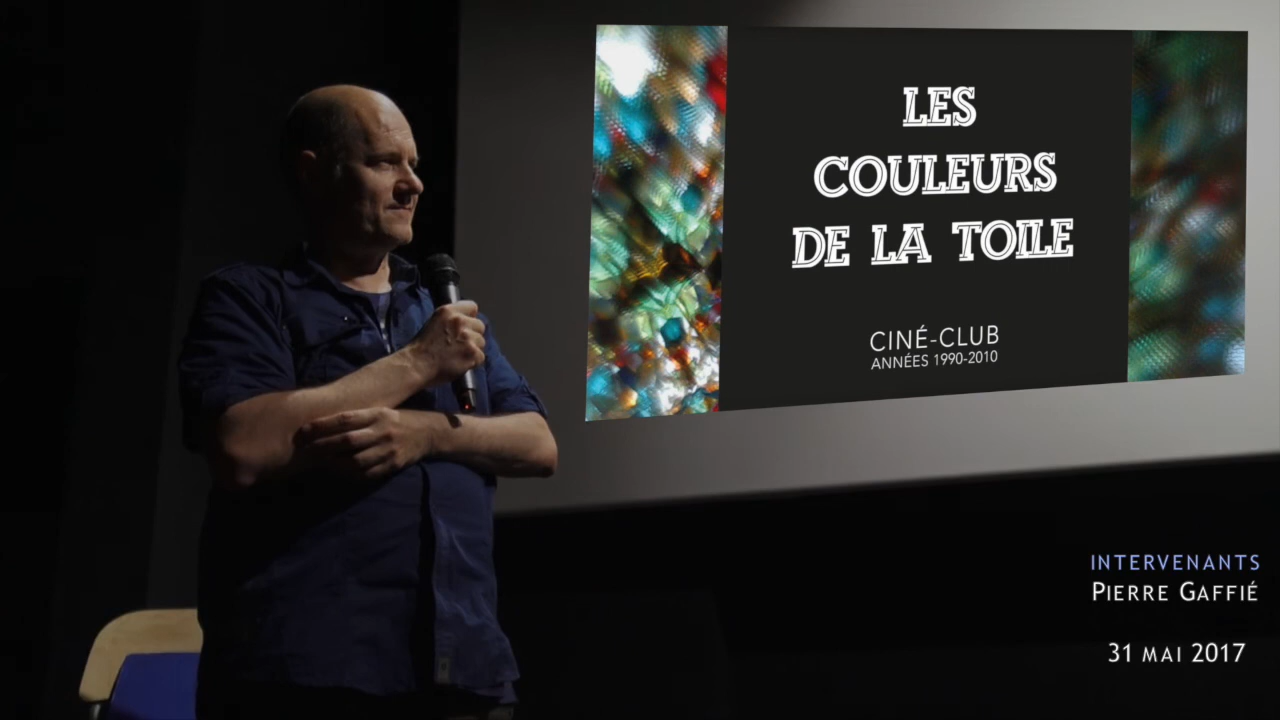 LES
COULEURS
DE LA TOILE
CINÉ-CLUB
ANNÉES 1990-2010
INTERVENANTS
PIERRE GAFFIÉ
31 MAI 2017